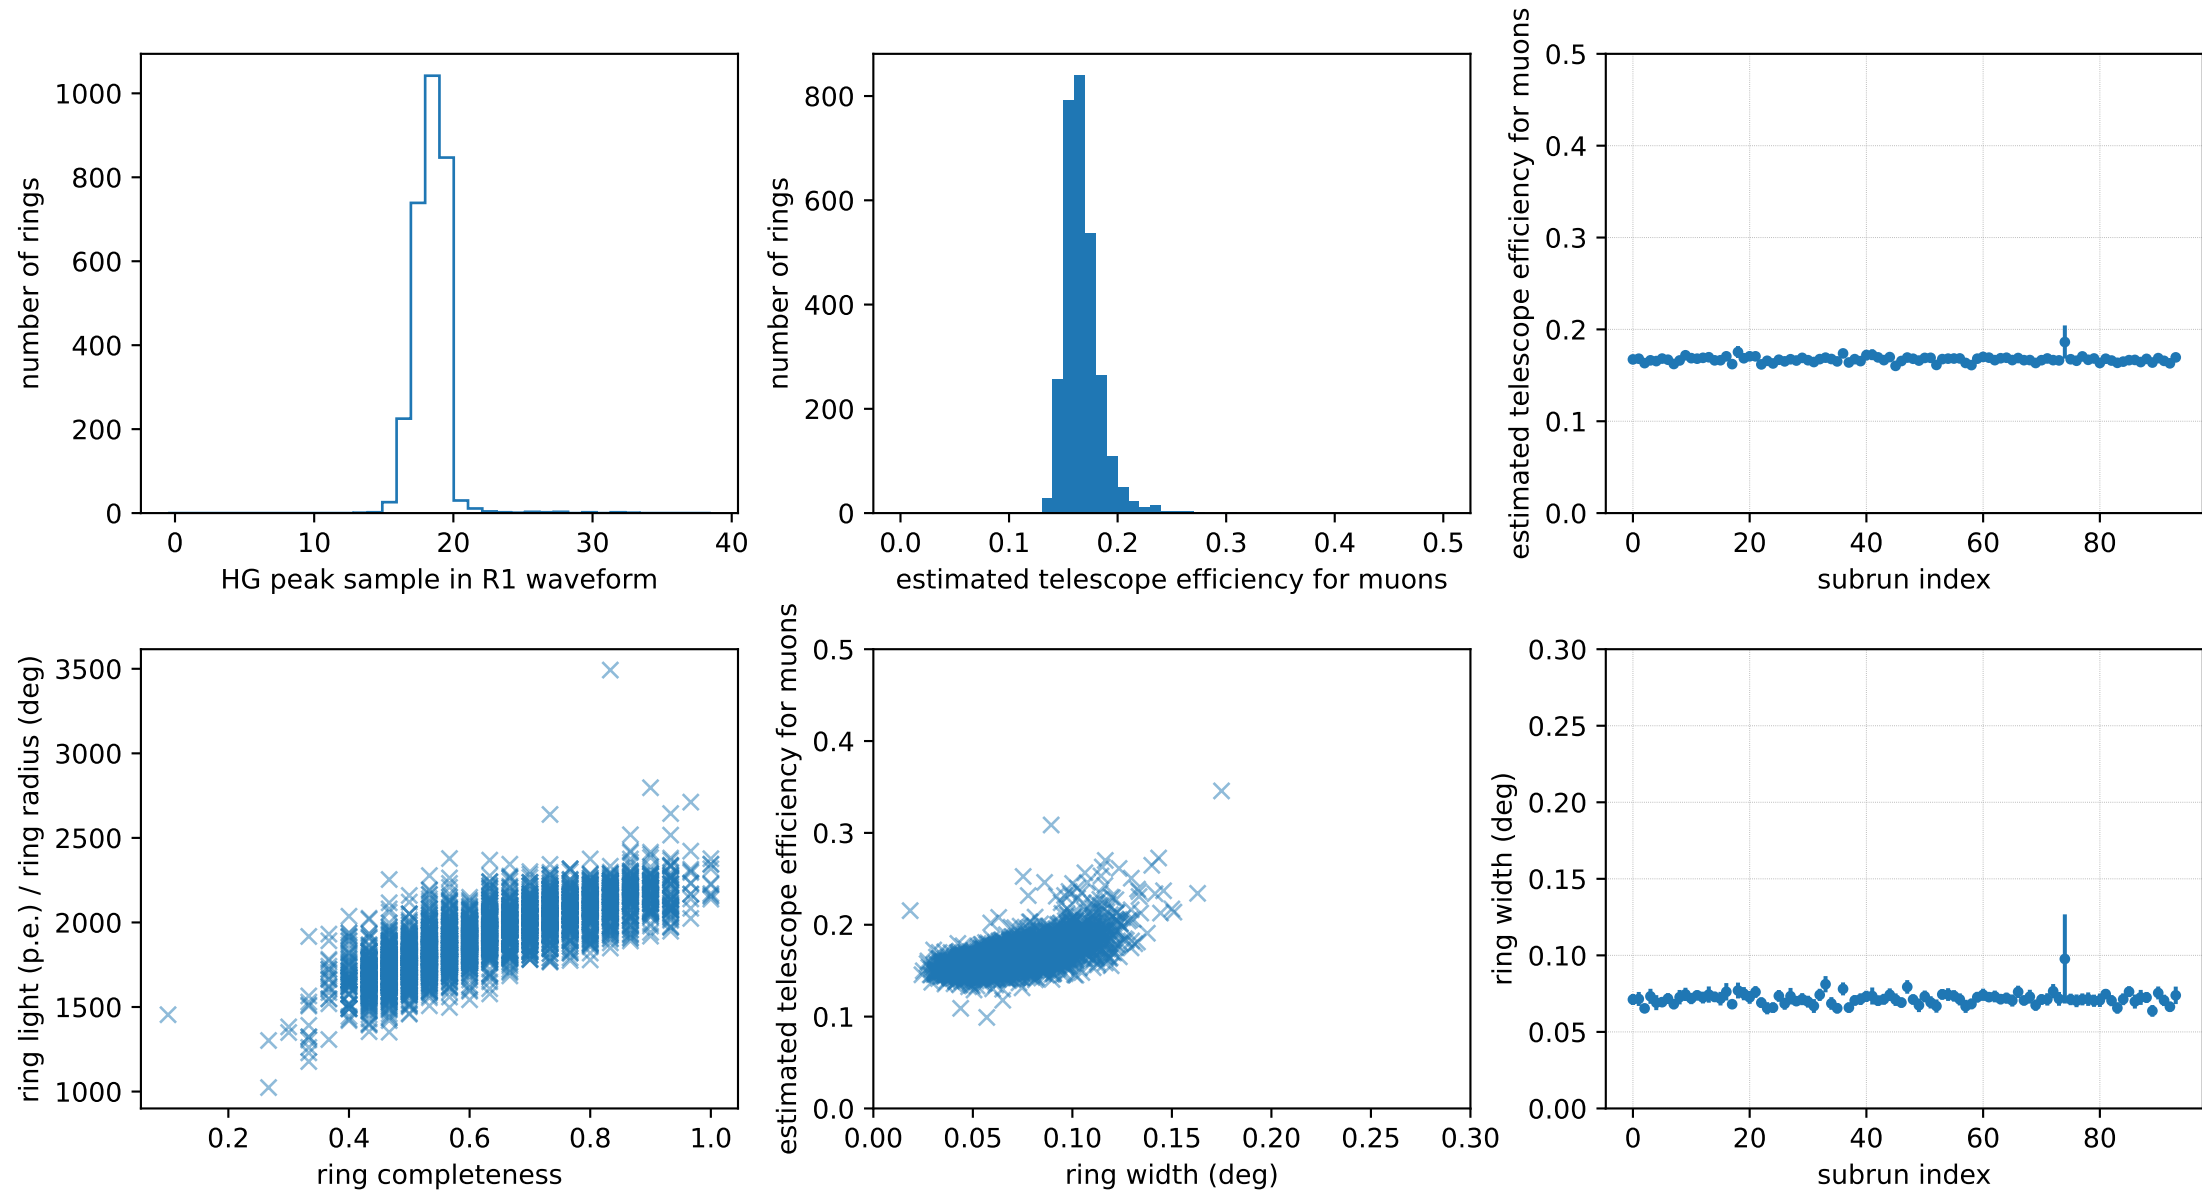 number of rings
1000
800
600
400
200
0
0 10 20 30 40
HG peak sample in R1 waveform
number of rings
800
600
400
200
0
0.0 0.1 0.2 0.3 0.4 0.5
estimated telescope efficiency for muons
estimated telescope efficiency for muons
0.5
0.4
0.3
0.2
0.1
0.0
0 20 40 60 80
subrun index
ring light (p.e.) / ring radius (deg)
3500
3000
2500
2000
1500
1000
0.2 0.4 0.6 0.8 1.0
ring completeness
estimated telescope efficiency for muons
0.5
0.4
0.3
0.2
0.1
0.0
0.00 0.05 0.10 0.15 0.20 0.25 0.30
ring width (deg)
ring width (deg)
0.30
0.25
0.20
0.15
0.10
0.05
0.00
0 20 40 60 80
subrun index